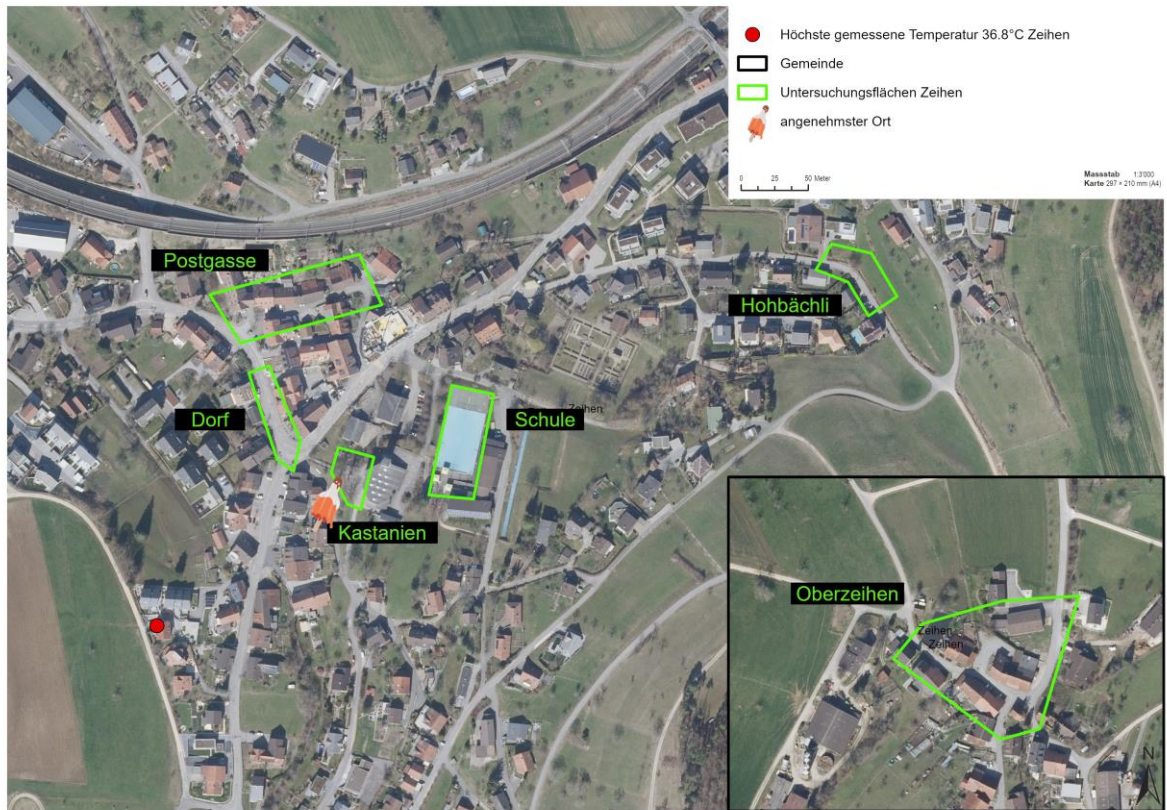 Höchste gemessene Temperatur 36.8°C Zeihen
Gemeinde
Untersuchungsflächen Zeihen
angenehmster Ort
0 25 50 Meter
Massstab 1:3'000
Karte 297 × 210 mm (A4)
Postgasse
Hohbächli
Dorf
Schule
Zeihen
Kastanien
Oberzeihen
Zeihen
Zeihen
N